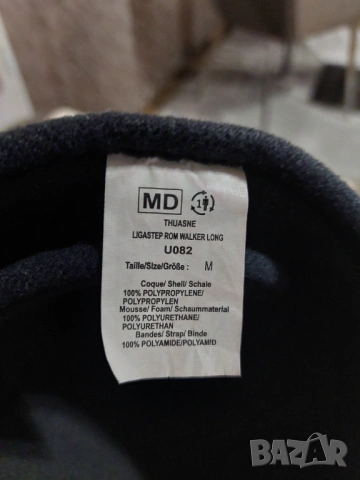 MD 1
THUASNE
LIGASTEP ROM WALKER LONG
U082
Taille/Size/Größe : M
Coque/ Shell/ Schale
100% POLYPROPYLENE/
POLYPROPYLEN
Mousse/ Foam/ Schaummaterial
100% POLYURETHANE/
POLYURETHAN
Bandes/ Strap/ Binde
100% POLYAMIDE/POLYAMID
BAZAR